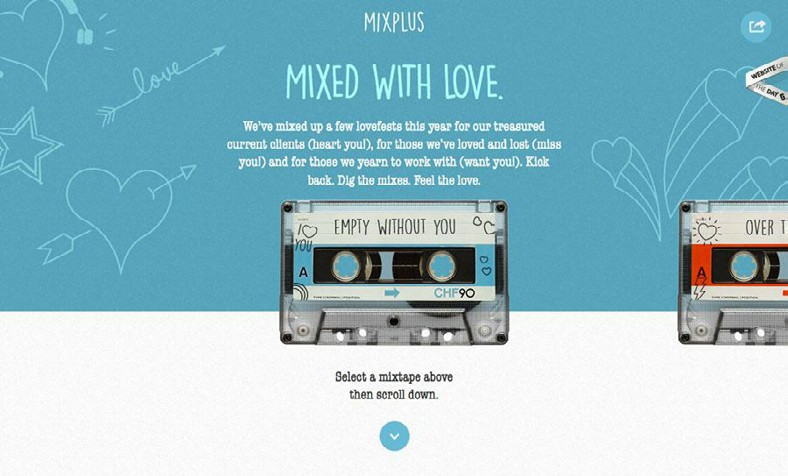 MIXPLUS
love
MIXED WITH LOVE.
WEBSITE OF
THE DAY
We've mixed up a few lovefests this year for our treasured
current clients (heart you!), for those we've loved and lost (miss
you!) and for those we yearn to work with (want you!). Kick
back. Dig the mixes. Feel the love.
I
YOU
EMPTY WITHOUT YOU
A
CHF90
OVER T
A
Select a mixtape above
then scroll down.